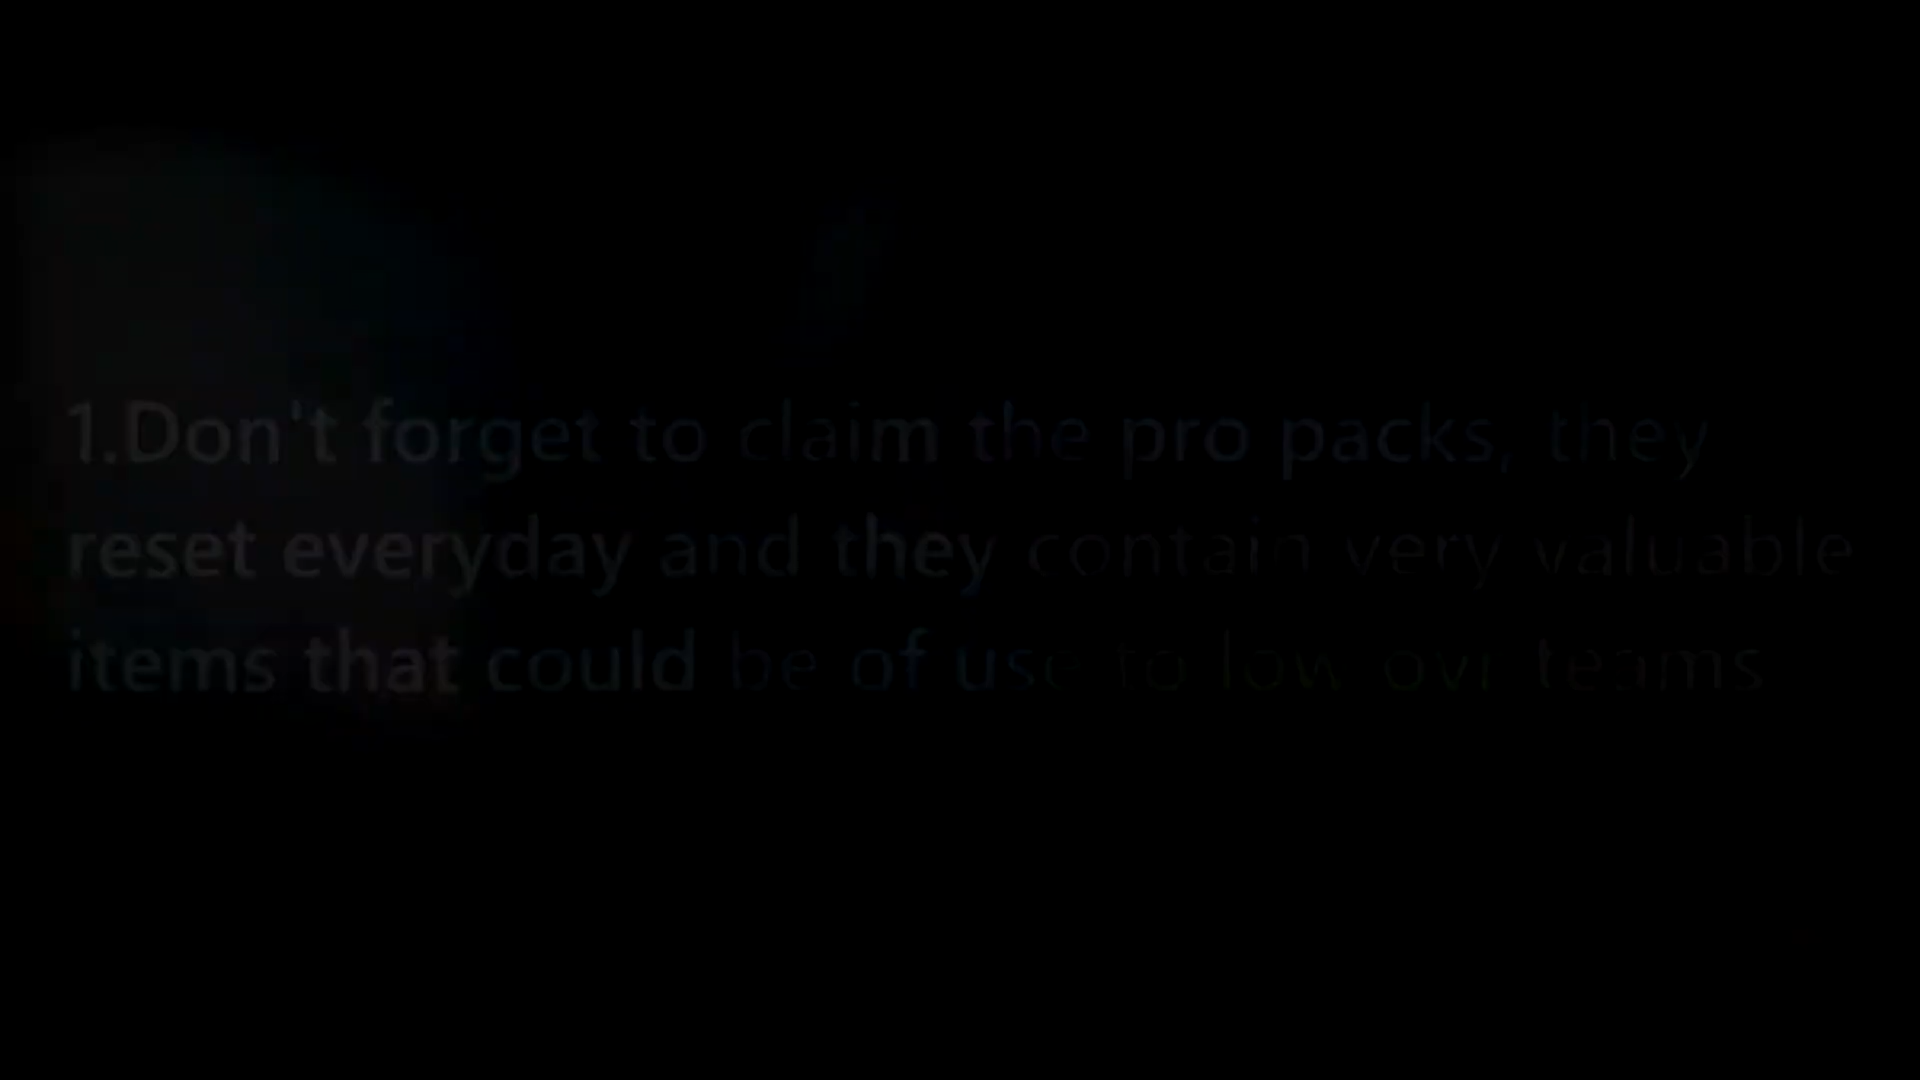 1.Don't forget to claim the pro packs, they
reset everyday and they contain very valuable
items that could be of use to low ovr teams